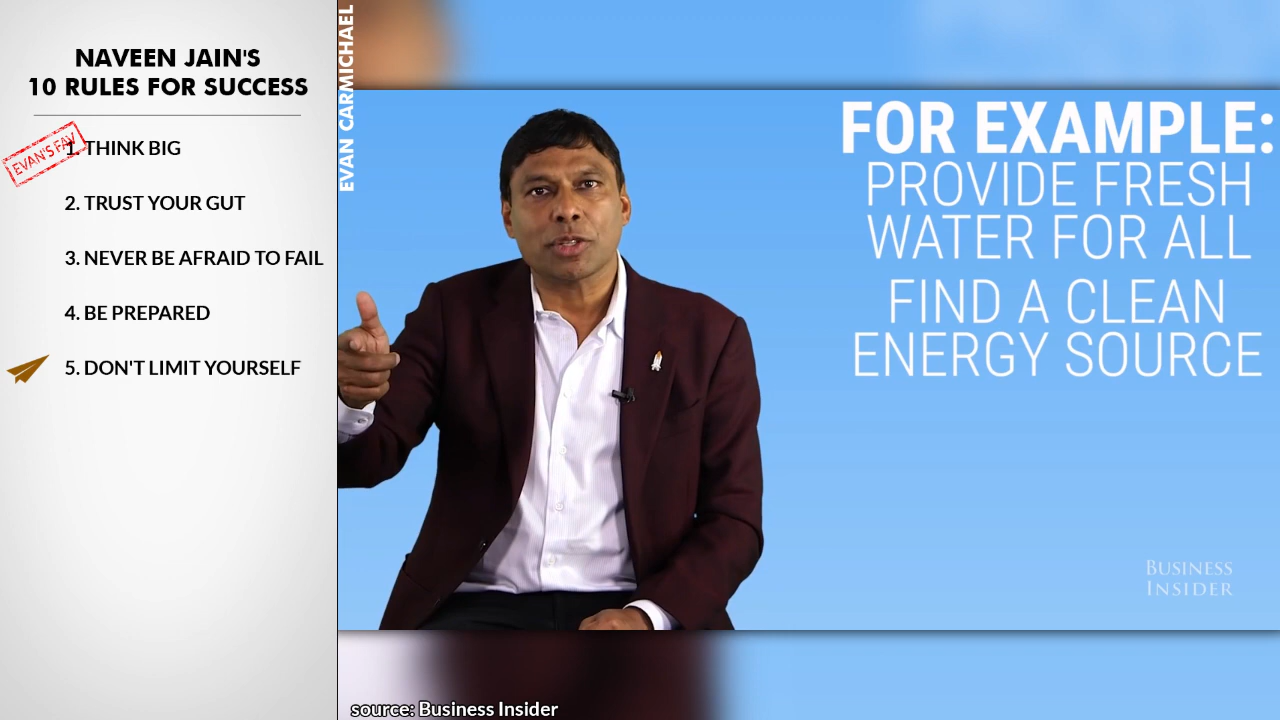 NAVEEN JAIN'S
10 RULES FOR SUCCESS
EVAN'S FAV
1. THINK BIG
2. TRUST YOUR GUT
3. NEVER BE AFRAID TO FAIL
4. BE PREPARED
5. DON'T LIMIT YOURSELF
EVAN CARMICHAEL
FOR EXAMPLE:
PROVIDE FRESH
WATER FOR ALL
FIND A CLEAN
ENERGY SOURCE
BUSINESS
INSIDER
source: Business Insider